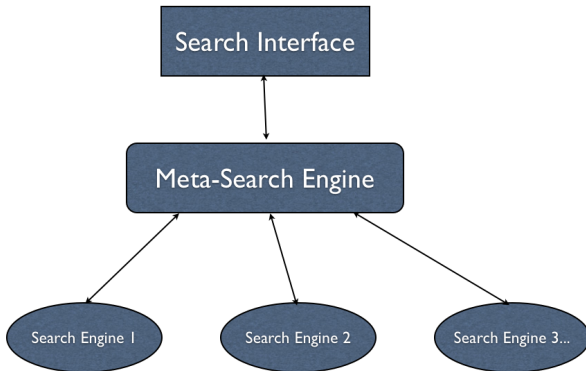 Search Interface
Meta-Search Engine
Search Engine 1
Search Engine 2
Search Engine 3...